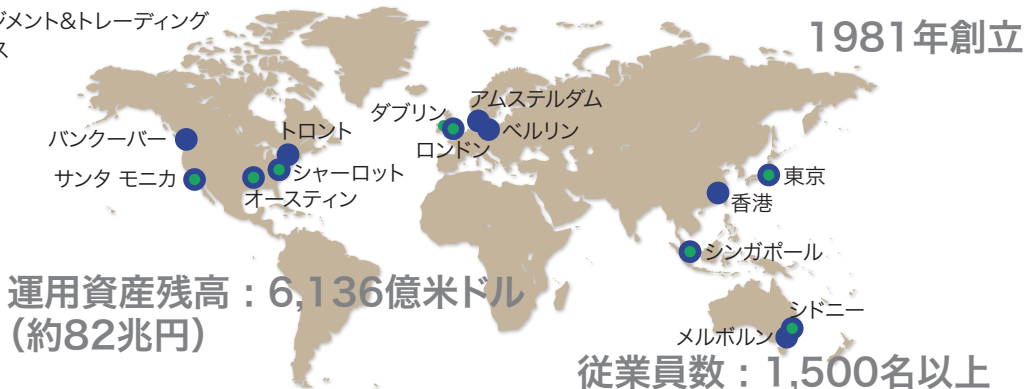 ジメント&トレーディング
ス
1981年創立
アムステルダム
ダブリン
ベルリン
ロンドン
バンクーバー
トロント
サンタ モニカ
シャーロット
オースティン
東京
香港
シンガポール
運用資産残高：6,136億米ドル
（約82兆円）
シドニー
メルボルン
従業員数：1,500名以上